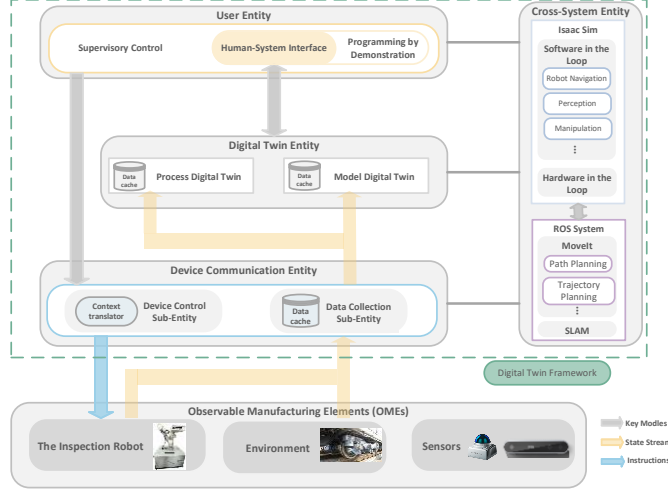 User Entity
Supervisory Control
Human-System Interface
Programming by
Demonstration
Cross-System Entity
Isaac Sim
Software in the
Loop
Robot Navigation
Perception
Manipulation
Hardware in the
Loop
ROS System
MoveIt
Path Planning
Trajectory
Planning
SLAM
Digital Twin Entity
Data
cache
Process Digital Twin
Data
cache
Model Digital Twin
Device Communication Entity
Context
translator
Device Control
Sub-Entity
Data
cache
Data Collection
Sub-Entity
Digital Twin Framework
Observable Manufacturing Elements (OMEs)
The Inspection Robot
Environment
Sensors
Key Modles
State Stream
Instructions